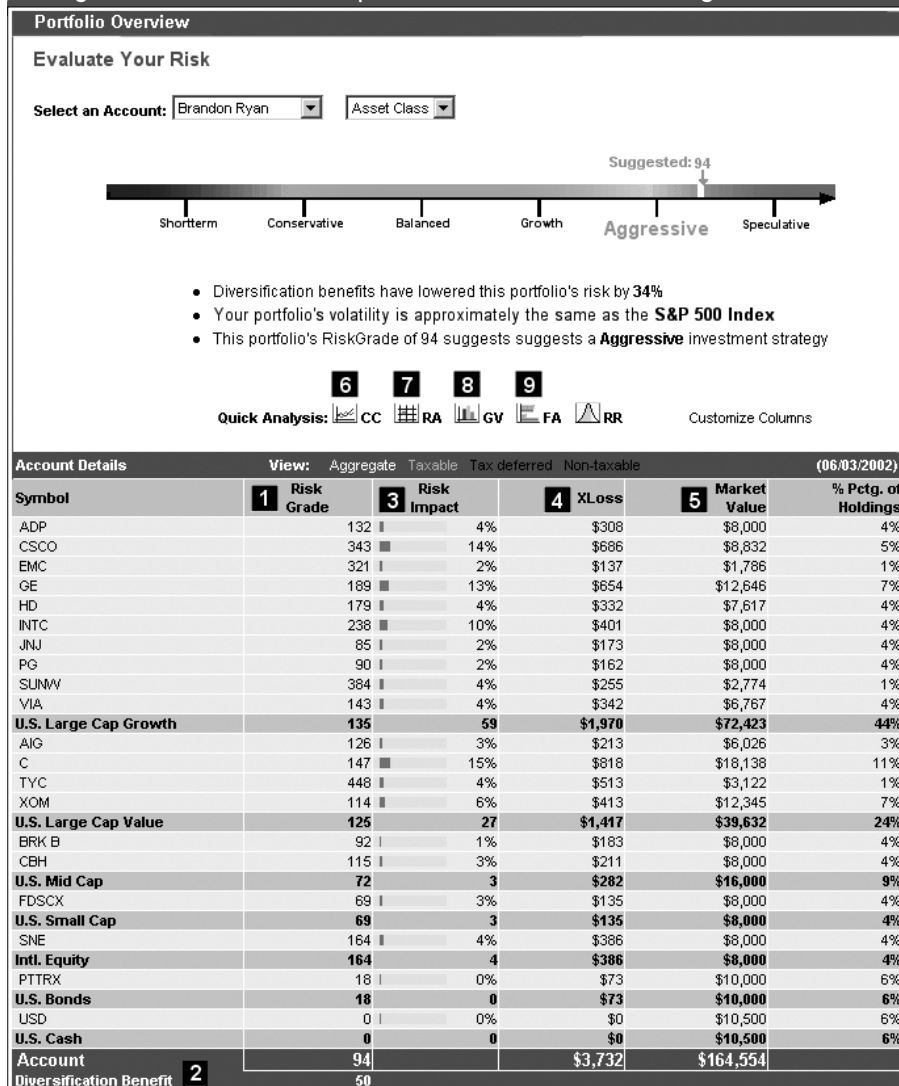 Portfolio Overview
Evaluate Your Risk
Select an Account: Brandon Ryan Asset Class
Suggested: 94
Shortterm Conservative Balanced Growth Aggressive Speculative
• Diversification benefits have lowered this portfolio's risk by 34%
• Your portfolio's volatility is approximately the same as the S&P 500 Index
• This portfolio's RiskGrade of 94 suggests suggests a Aggressive investment strategy
6 7 8 9
Quick Analysis: CC RA GV FA RR Customize Columns
Account Details View: Aggregate Taxable Tax deferred Non-taxable (06/03/2002)
Symbol 1 Risk Grade 3 Risk Impact 4 XLoss 5 Market Value % Pctg. of Holdings
ADP 132 4% $308 $8,000 4%
CSCO 343 14% $686 $8,832 5%
EMC 321 2% $137 $1,786 1%
GE 189 13% $654 $12,646 7%
HD 179 4% $332 $7,617 4%
INTC 238 10% $401 $8,000 4%
JNJ 85 2% $173 $8,000 4%
PG 90 2% $162 $8,000 4%
SUNW 384 4% $255 $2,774 1%
VIA 143 4% $342 $6,767 4%
U.S. Large Cap Growth 135 59 $1,970 $72,423 44%
AIG 126 3% $213 $6,026 3%
C 147 15% $818 $18,138 11%
TYC 448 4% $513 $3,122 1%
XOM 114 6% $413 $12,345 7%
U.S. Large Cap Value 125 27 $1,417 $39,632 24%
BRK B 92 1% $183 $8,000 4%
CBH 115 3% $211 $8,000 4%
U.S. Mid Cap 72 3 $282 $16,000 9%
FDSCX 69 3% $135 $8,000 4%
U.S. Small Cap 69 3 $135 $8,000 4%
SNE 164 4% $386 $8,000 4%
Intl. Equity 164 4 $386 $8,000 4%
PTTRX 18 0% $73 $10,000 6%
U.S. Bonds 18 0 $73 $10,000 6%
USD 0 0% $0 $10,500 6%
U.S. Cash 0 0 $0 $10,500 6%
Account 94 $3,732 $164,554
Diversification Benefit 2 50